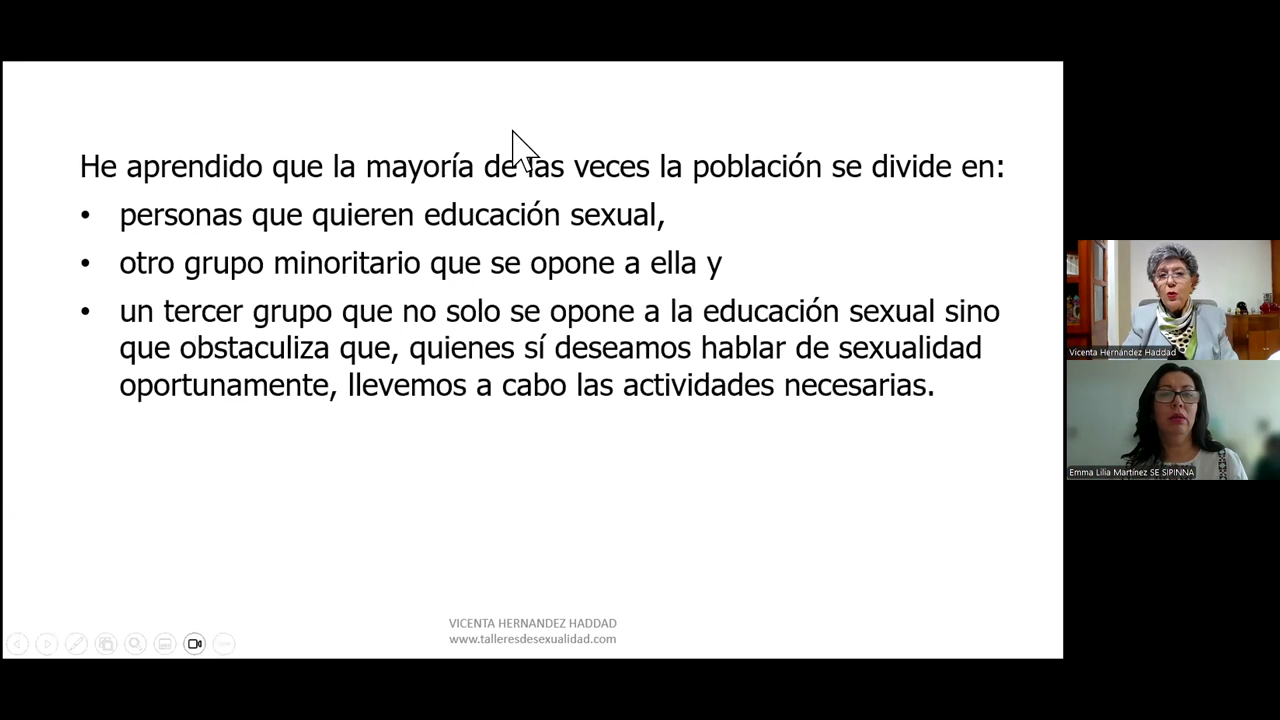 He aprendido que la mayoría de las veces la población se divide en:
• personas que quieren educación sexual,
• otro grupo minoritario que se opone a ella y
• un tercer grupo que no solo se opone a la educación sexual sino
que obstaculiza que, quienes sí deseamos hablar de sexualidad
oportunamente, llevemos a cabo las actividades necesarias.
VICENTA HERNANDEZ HADDAD
www.talleresdesexualidad.com
Vicenta Hernández Haddad
Emma Lilia Martínez SE SIPINNA